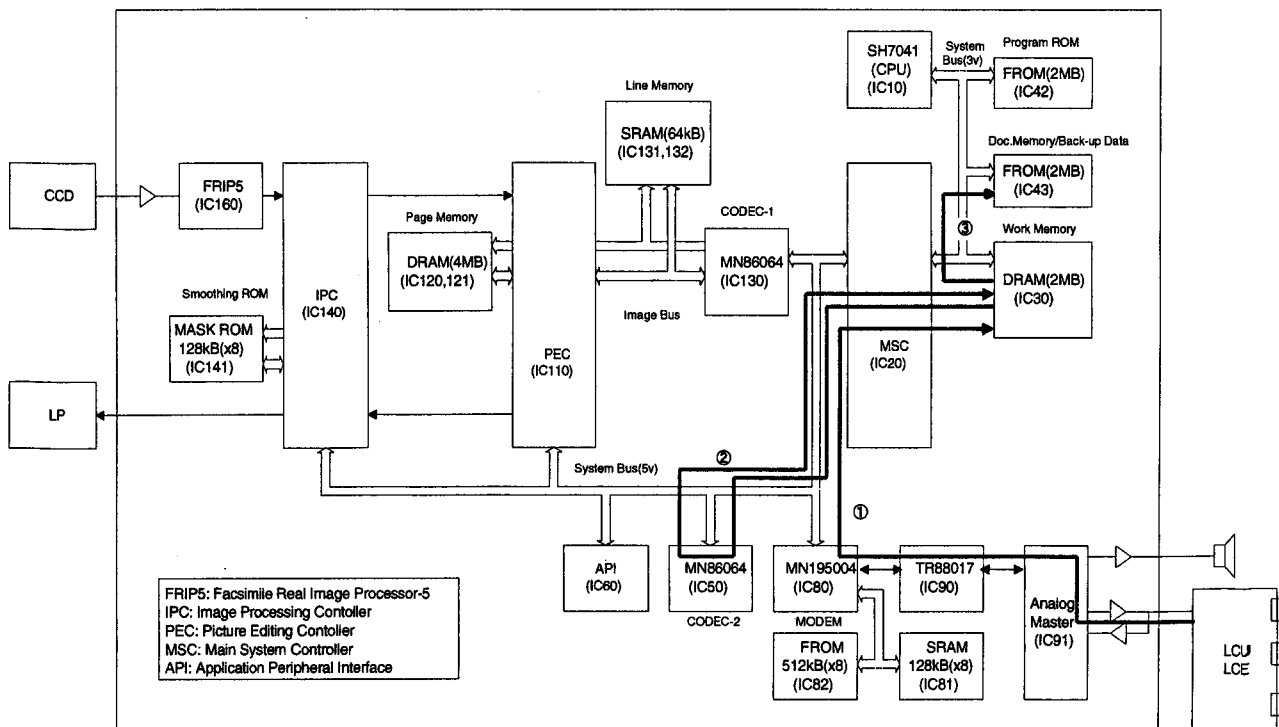 SH7041
(CPU)
(IC10)
System
Bus(3v)
Program ROM
FROM(2MB)
(IC42)
Line Memory
SRAM(64kB)
(IC131,132)
Doc.Memory/Back-up Data
FROM(2MB)
(IC43)
CCD
FRIP5
(IC160)
Page Memory
DRAM(4MB)
(IC120,121)
CODEC-1
MN86064
(IC130)
③
Work Memory
DRAM(2MB)
(IC30)
Smoothing ROM
MASK ROM
128kB(x8)
(IC141)
IPC
(IC140)
Image Bus
PEC
(IC110)
MSC
(IC20)
LP
②
System Bus(5v)
①
API
(IC60)
MN86064
(IC50)
CODEC-2
MN195004
(IC80)
MODEM
TR88017
(IC90)
Analog
Master
(IC91)
FROM
512kB(x8)
(IC82)
SRAM
128kB(x8)
(IC81)
LCU
LCE
FRIP5: Facsimile Real Image Processor-5
IPC: Image Processing Contoller
PEC: Picture Editing Contoller
MSC: Main System Controller
API: Application Peripheral Interface